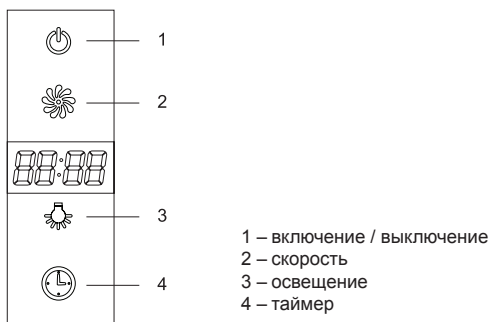 1
2
88:88
3
4
1 – включение / выключение
2 – скорость
3 – освещение
4 – таймер